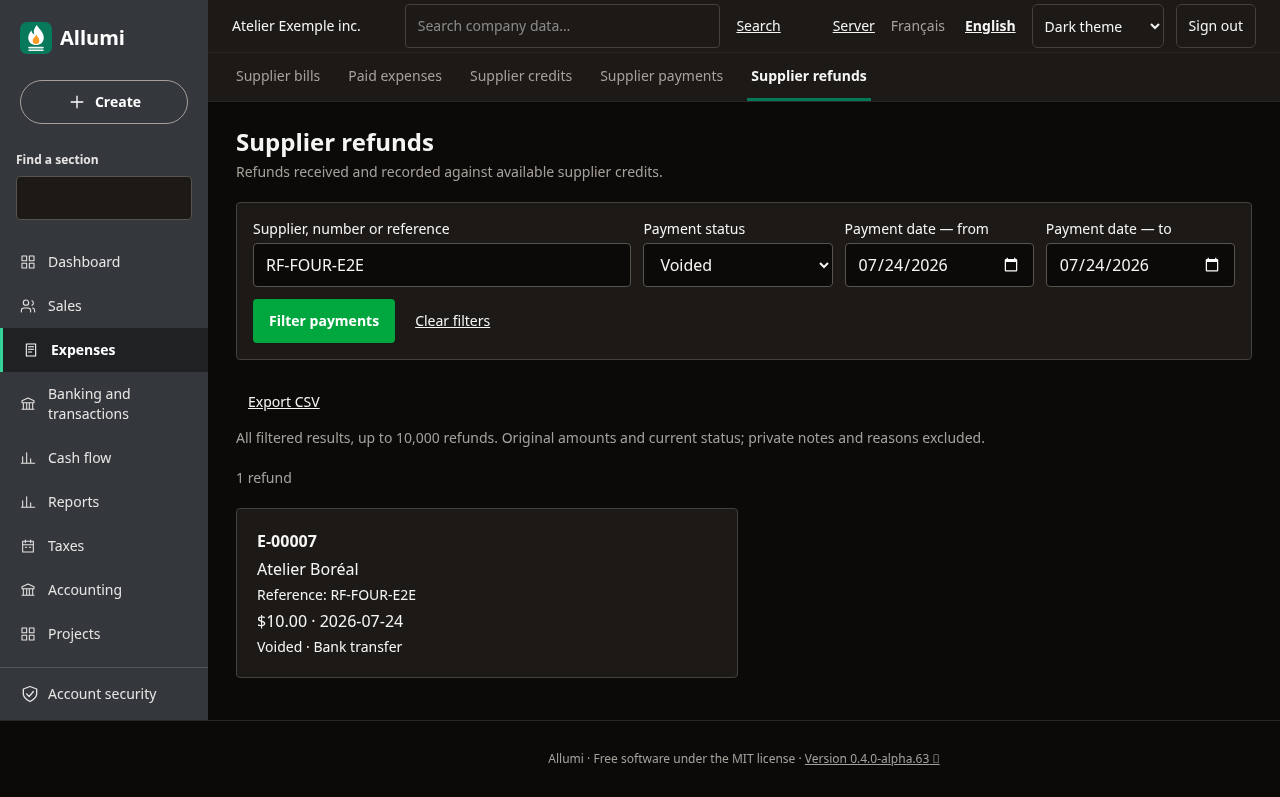 Allumi
Atelier Exemple inc.
Search company data…
Search
Server
Français
English
Dark theme
Sign out
Create
Find a section
Dashboard
Sales
Expenses
Banking and
transactions
Cash flow
Reports
Taxes
Accounting
Projects
Account security
Supplier bills
Paid expenses
Supplier credits
Supplier payments
Supplier refunds
Supplier refunds
Refunds received and recorded against available supplier credits.
Supplier, number or reference
Payment status
Payment date — from
Payment date — to
RF-FOUR-E2E
Voided
07/24/2026
07/24/2026
Filter payments
Clear filters
Export CSV
All filtered results, up to 10,000 refunds. Original amounts and current status; private notes and reasons excluded.
1 refund
E-00007
Atelier Boréal
Reference: RF-FOUR-E2E
$10.00 · 2026-07-24
Voided · Bank transfer
Allumi · Free software under the MIT license · Version 0.4.0-alpha.63